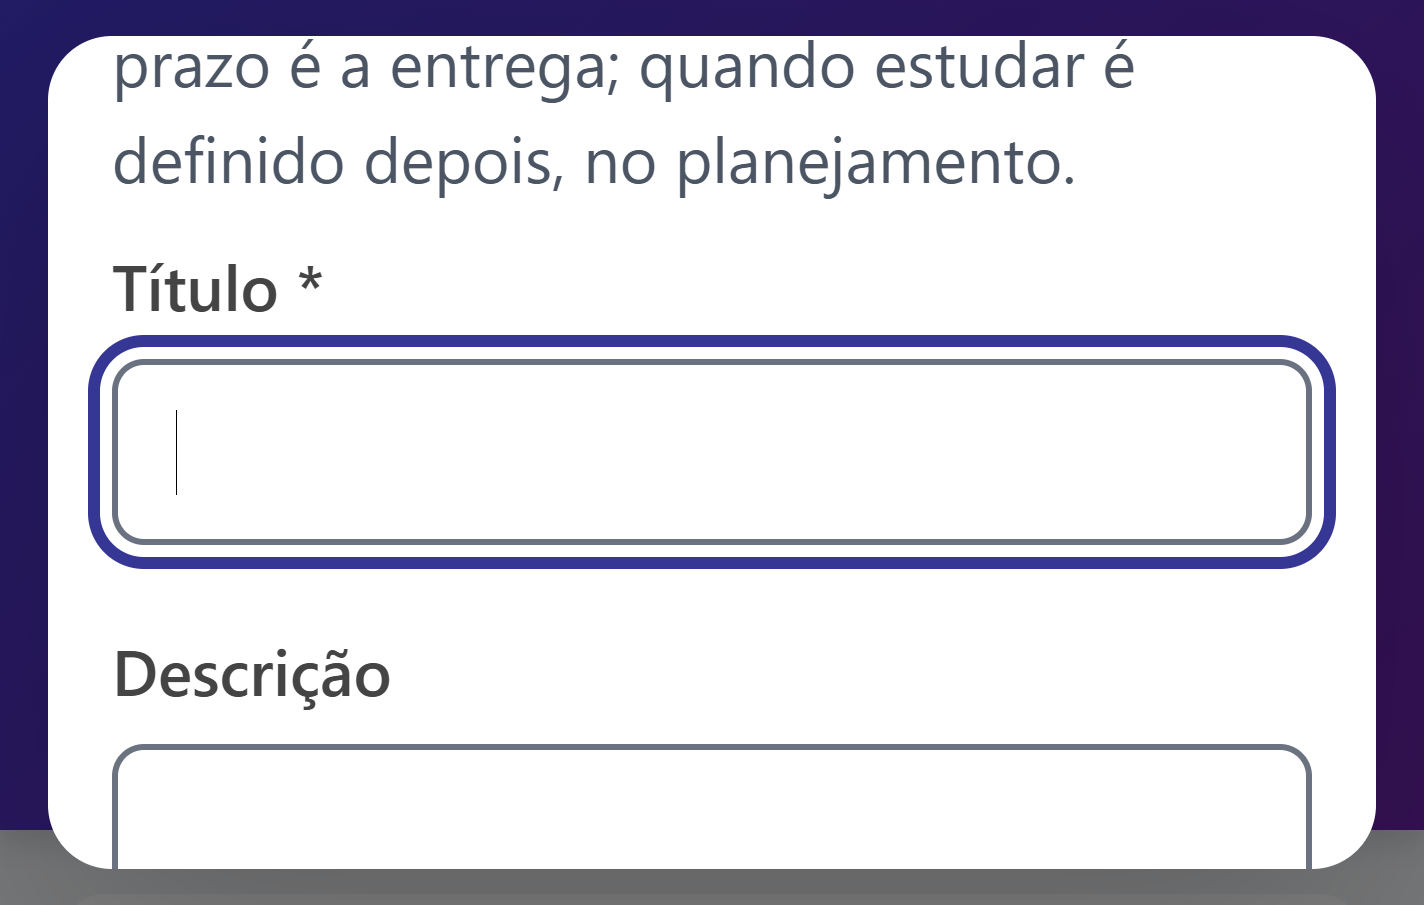 prazo é a entrega; quando estudar é
definido depois, no planejamento.
Título *
Descrição